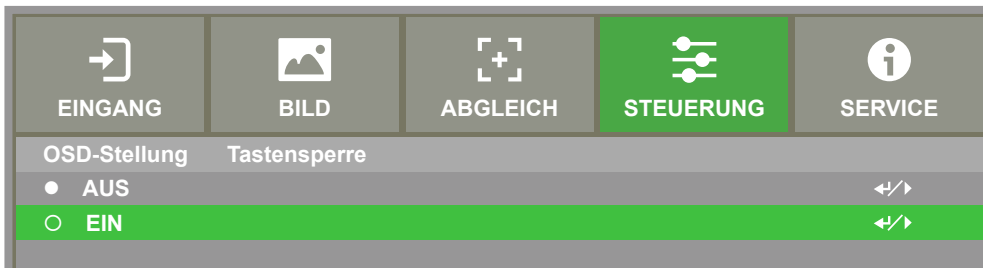 EINGANG BILD ABGLEICH STEUERUNG SERVICE
OSD-Stellung Tastensperre
AUS
EIN